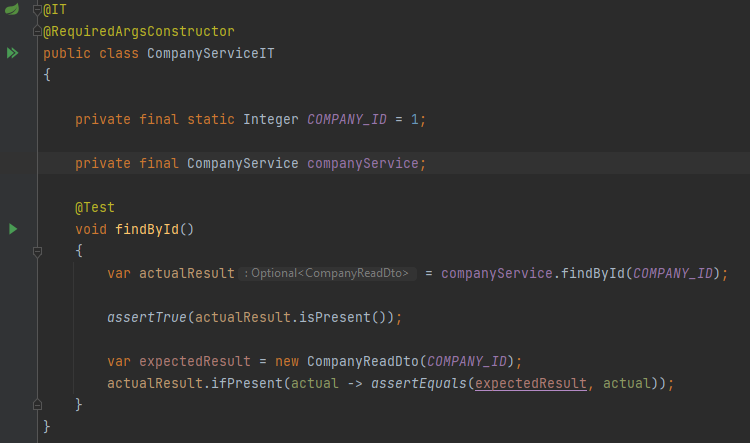 @IT
@RequiredArgsConstructor
public class CompanyServiceIT
{
private final static Integer COMPANY_ID = 1;
private final CompanyService companyService;
@Test
void findById()
{
var actualResult : Optional<CompanyReadDto> = companyService.findById(COMPANY_ID);
assertTrue(actualResult.isPresent());
var expectedResult = new CompanyReadDto(COMPANY_ID);
actualResult.ifPresent(actual -> assertEquals(expectedResult, actual));
}
}